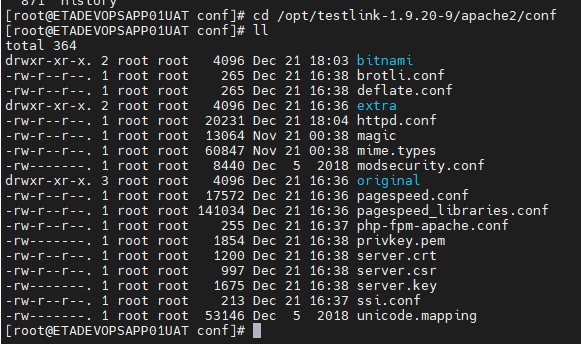 871 history
[root@ETADEVOPSAPP01UAT conf]# cd /opt/testlink-1.9.20-9/apache2/conf
[root@ETADEVOPSAPP01UAT conf]# ll
total 364
drwxr-xr-x. 2 root root   4096 Dec 21 18:03 bitnami
-rw-r--r--. 1 root root    265 Dec 21 16:38 brotli.conf
-rw-r--r--. 1 root root    265 Dec 21 16:38 deflate.conf
drwxr-xr-x. 2 root root   4096 Dec 21 16:36 extra
-rw-r--r--. 1 root root  20231 Dec 21 18:04 httpd.conf
-rw-r--r--. 1 root root  13064 Nov 21 00:38 magic
-rw-r--r--. 1 root root  60847 Nov 21 00:38 mime.types
-rw-------. 1 root root   8440 Dec  5  2018 modsecurity.conf
drwxr-xr-x. 3 root root   4096 Dec 21 16:36 original
-rw-r--r--. 1 root root  17572 Dec 21 16:36 pagespeed.conf
-rw-r--r--. 1 root root 141034 Dec 21 16:36 pagespeed_libraries.conf
-rw-r--r--. 1 root root    255 Dec 21 16:37 php-fpm-apache.conf
-rw-------. 1 root root   1854 Dec 21 16:38 privkey.pem
-rw-r--r--. 1 root root   1200 Dec 21 16:38 server.crt
-rw-------. 1 root root    997 Dec 21 16:38 server.csr
-rw-------. 1 root root   1675 Dec 21 16:38 server.key
-rw-r--r--. 1 root root    213 Dec 21 16:37 ssi.conf
-rw-------. 1 root root  53146 Dec  5  2018 unicode.mapping
[root@ETADEVOPSAPP01UAT conf]#